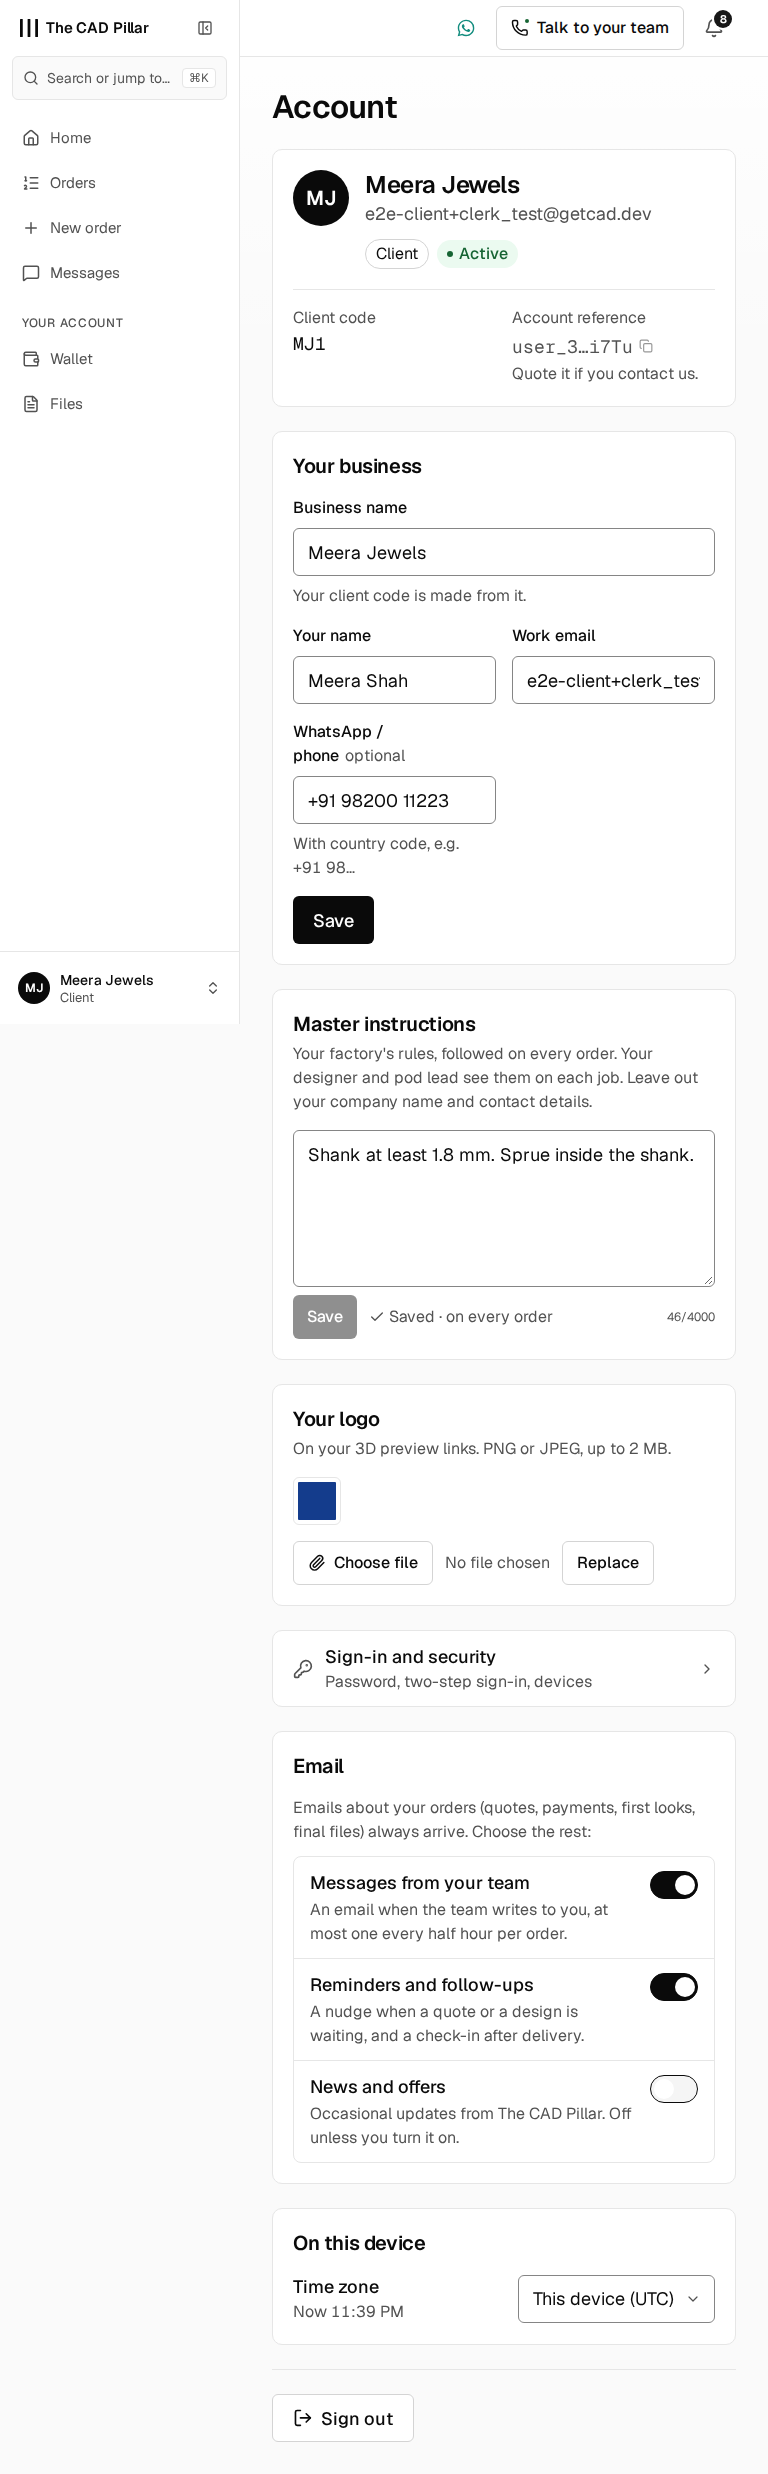 The CAD Pillar
Search or jump to... ⌘K
Home
Orders
New order
Messages
YOUR ACCOUNT
Wallet
Files
MJ Meera Jewels
Client
Talk to your team
8
Account
MJ
Meera Jewels
e2e-client+clerk_test@getcad.dev
Client Active
Client code
MJ1
Account reference
user_3…i7Tu
Quote it if you contact us.
Your business
Business name
Meera Jewels
Your client code is made from it.
Your name
Meera Shah
Work email
e2e-client+clerk_tes
WhatsApp /
phone optional
+91 98200 11223
With country code, e.g.
+91 98…
Save
Master instructions
Your factory's rules, followed on every order. Your
designer and pod lead see them on each job. Leave out
your company name and contact details.
Shank at least 1.8 mm. Sprue inside the shank.
Save Saved · on every order 46/4000
Your logo
On your 3D preview links. PNG or JPEG, up to 2 MB.
Choose file No file chosen Replace
Sign-in and security
Password, two-step sign-in, devices
Email
Emails about your orders (quotes, payments, first looks,
final files) always arrive. Choose the rest:
Messages from your team
An email when the team writes to you, at
most one every half hour per order.
Reminders and follow-ups
A nudge when a quote or a design is
waiting, and a check-in after delivery.
News and offers
Occasional updates from The CAD Pillar. Off
unless you turn it on.
On this device
Time zone
Now 11:39 PM
This device (UTC)
Sign out